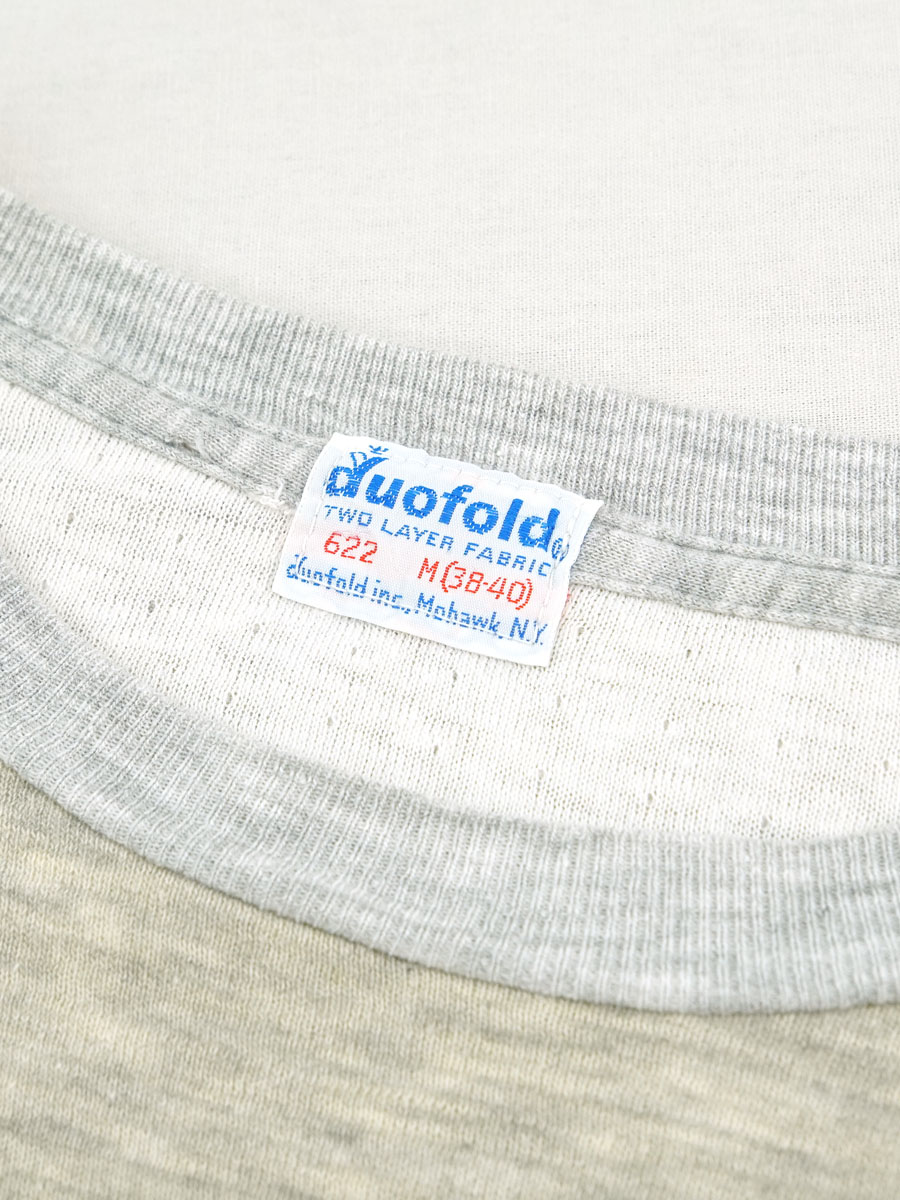 duofold®
TWO LAYER FABRIC
622 M(38-40)
duofold inc., Mohawk, N.Y.